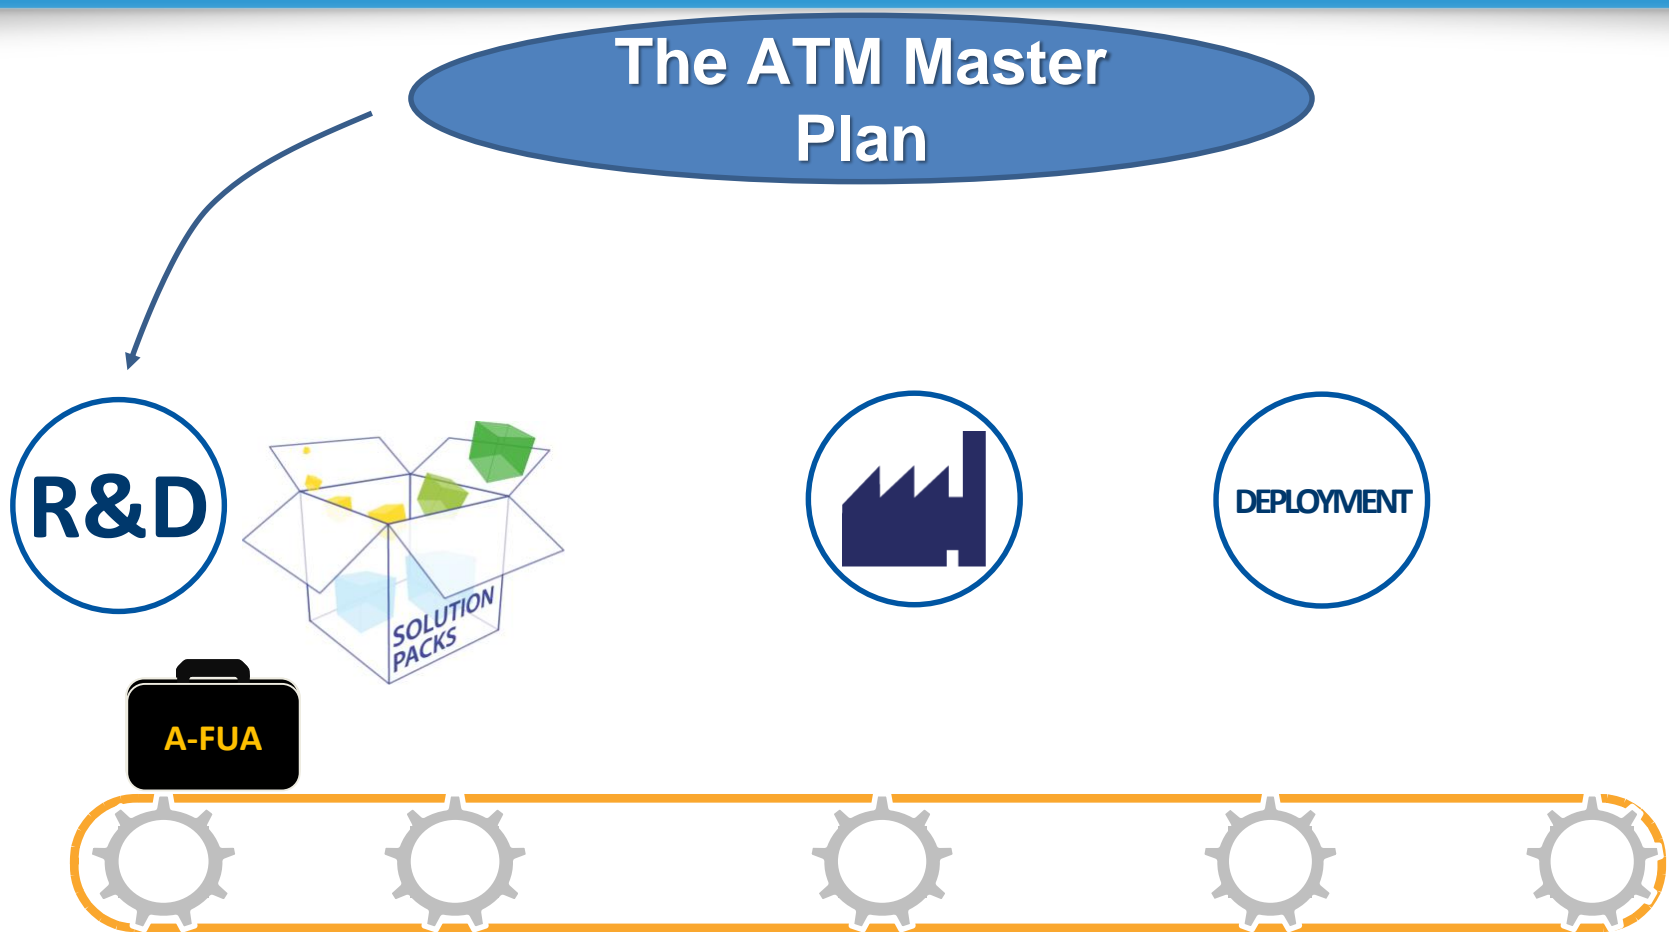 The ATM Master
Plan
R&D
SOLUTION
PACKS
DEPLOYMENT
A-FUA